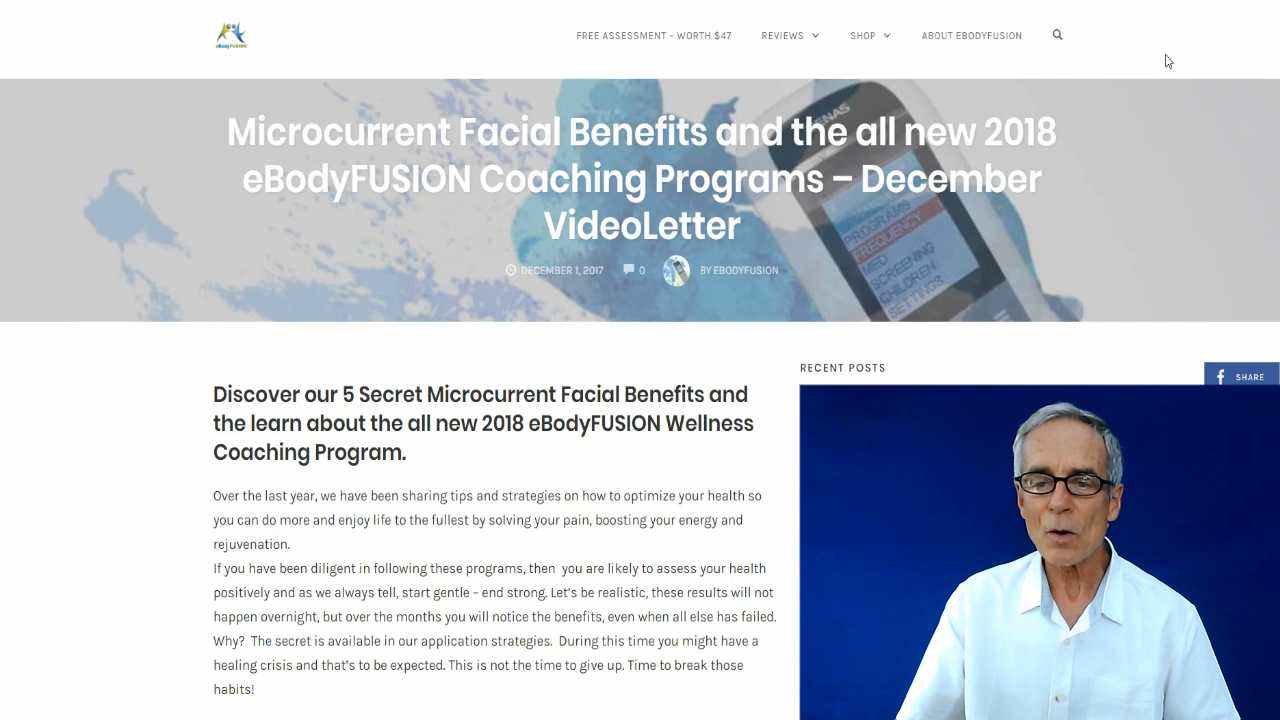 eBodyFUSION
FREE ASSESSMENT – WORTH $47
REVIEWS
SHOP
ABOUT EBODYFUSION
Microcurrent Facial Benefits and the all new 2018
eBodyFUSION Coaching Programs – December
VideoLetter
DECEMBER 1, 2017
0
BY EBODYFUSION
DENAS
PROGRAMS
FREQUENCY
MED
SCREENING
CHILDREN
SETTINGS
Discover our 5 Secret Microcurrent Facial Benefits and
the learn about the all new 2018 eBodyFUSION Wellness
Coaching Program.
Over the last year, we have been sharing tips and strategies on how to optimize your health so
you can do more and enjoy life to the fullest by solving your pain, boosting your energy and
rejuvenation.
If you have been diligent in following these programs, then  you are likely to assess your health
positively and as we always tell, start gentle – end strong. Let's be realistic, these results will not
happen overnight, but over the months you will notice the benefits, even when all else has failed.
Why?  The secret is available in our application strategies.  During this time you might have a
healing crisis and that's to be expected. This is not the time to give up. Time to break those
habits!
RECENT POSTS
SHARE